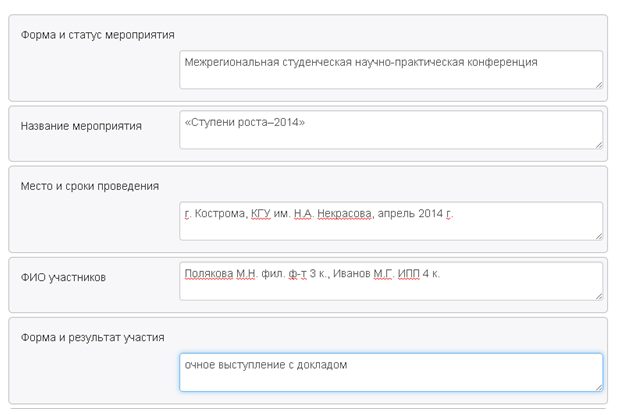 Форма и статус мероприятия
Межрегиональная студенческая научно-практическая конференция
Название мероприятия
«Ступени роста–2014»
Место и сроки проведения
г. Кострома, КГУ им. Н.А. Некрасова, апрель 2014 г.
ФИО участников
Полякова М.Н. фил. ф-т 3 к., Иванов М.Г. ИПП 4 к.
Форма и результат участия
очное выступление с докладом